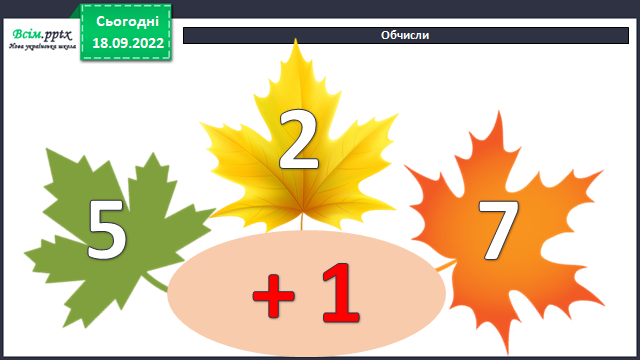 Всім.pptx
Нова українська школа
Сьогодні
18.09.2022
Обчисли
2
5
7
+ 1